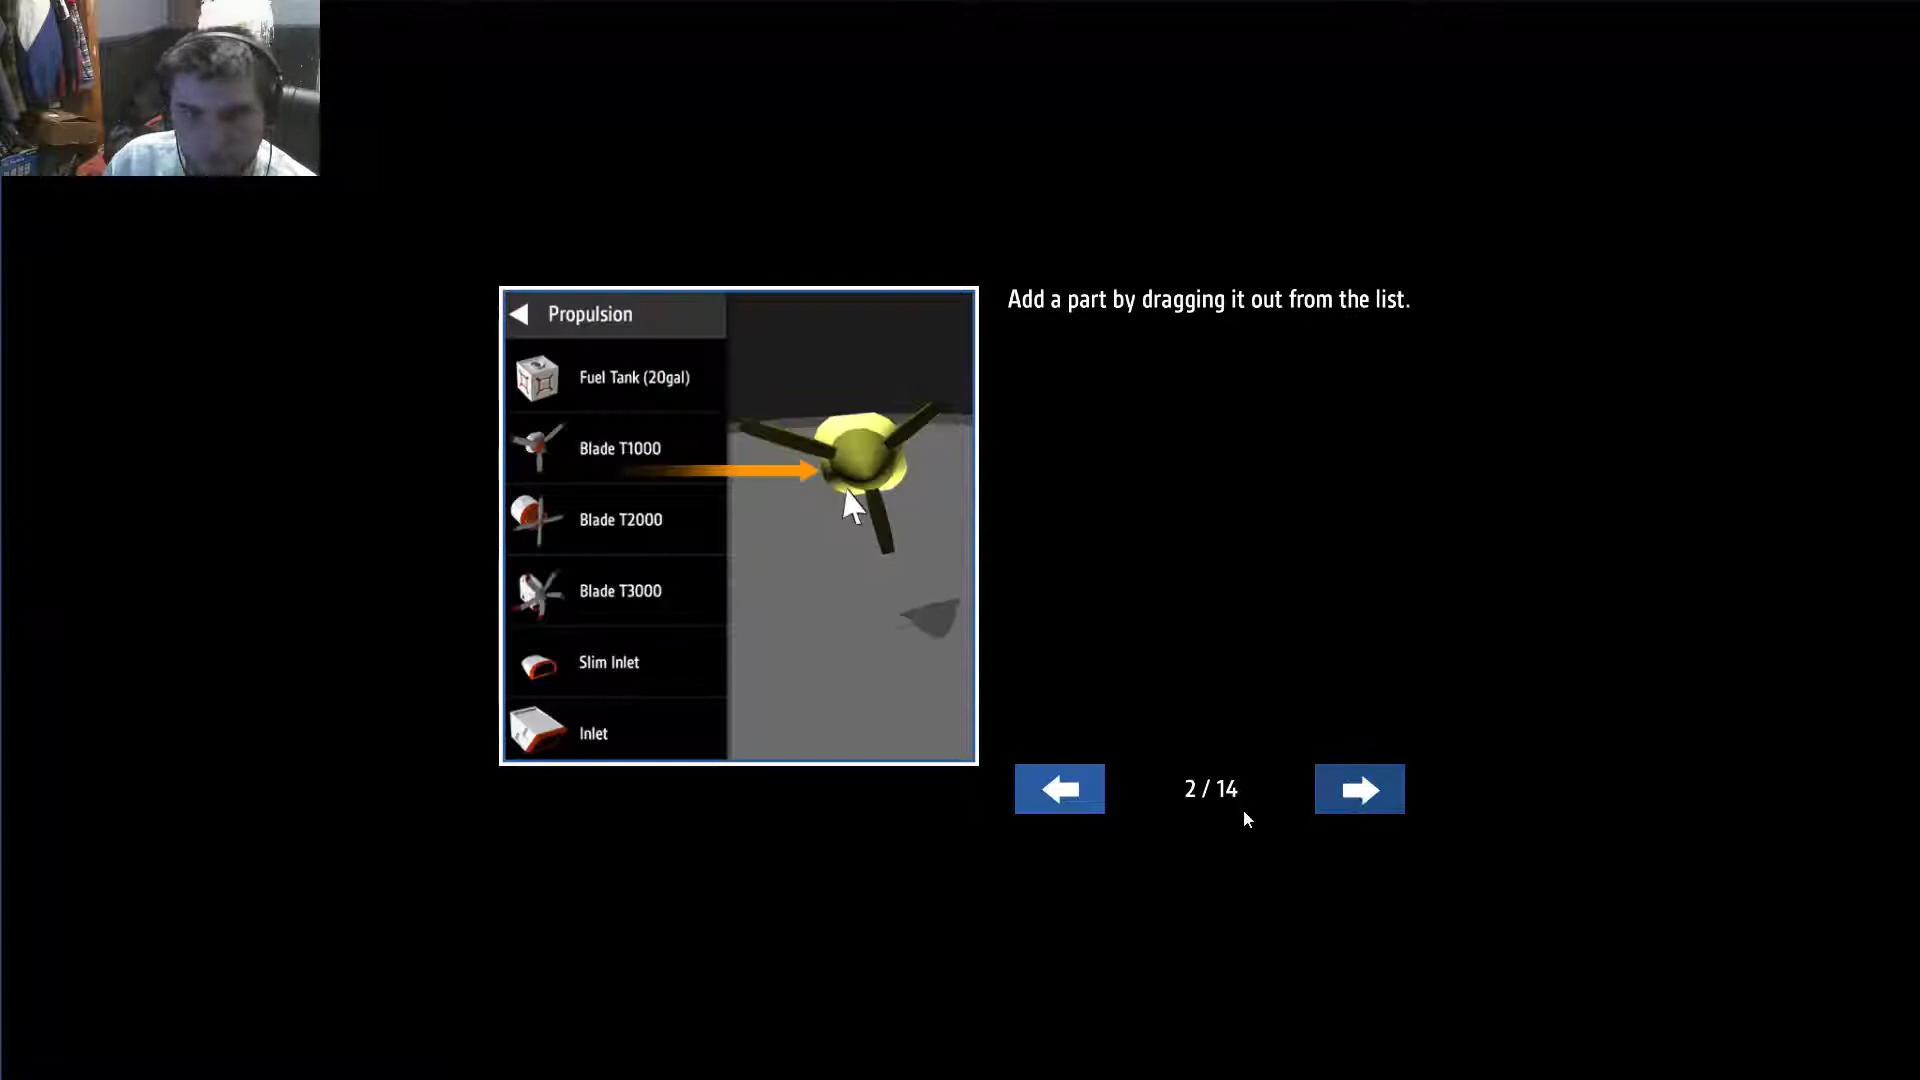 Propulsion
Fuel Tank (20gal)
Blade T1000
Blade T2000
Blade T3000
Slim Inlet
Inlet
Add a part by dragging it out from the list.
2 / 14